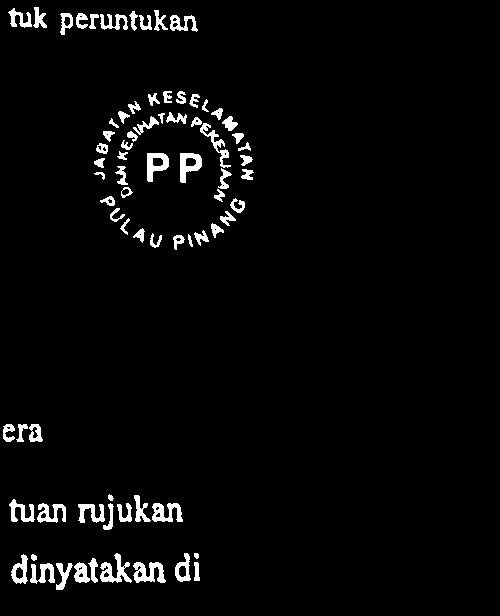 tuk peruntukan
JABATAN KESELAMATAN
DAN KESIHATAN PEKERJAAN
PP
PULAU PINANG
era
tuan rujukan
dinyatakan di